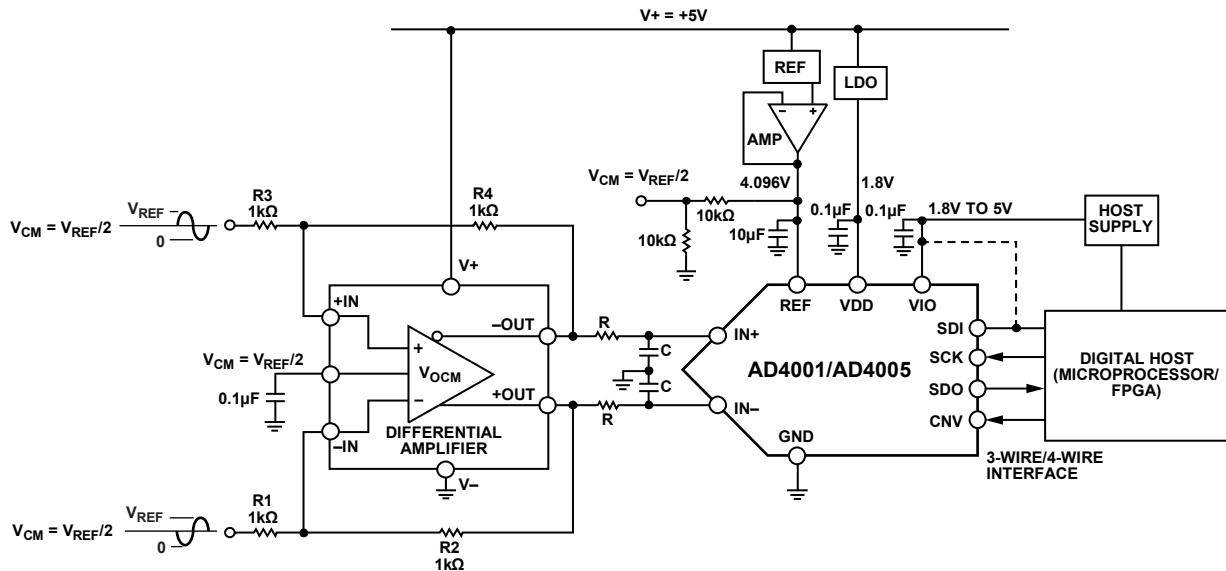 V+ = +5V
REF
LDO
AMP
VCM = VREF/2
4.096V
1.8V
10kΩ
10kΩ
10µF
0.1µF
0.1µF
1.8V TO 5V
HOST
SUPPLY
R3
1kΩ
R4
1kΩ
VREF
VCM = VREF/2
0
V+
+IN
–OUT
R
C
VCM = VREF/2
VOCM
+
–
0.1µF
C
+OUT
R
–IN
DIFFERENTIAL
AMPLIFIER
V–
REF
VDD
VIO
IN+
AD4001/AD4005
IN–
GND
SDI
SCK
SDO
CNV
DIGITAL HOST
(MICROPROCESSOR/
FPGA)
3-WIRE/4-WIRE
INTERFACE
VREF
VCM = VREF/2
0
R1
1kΩ
R2
1kΩ